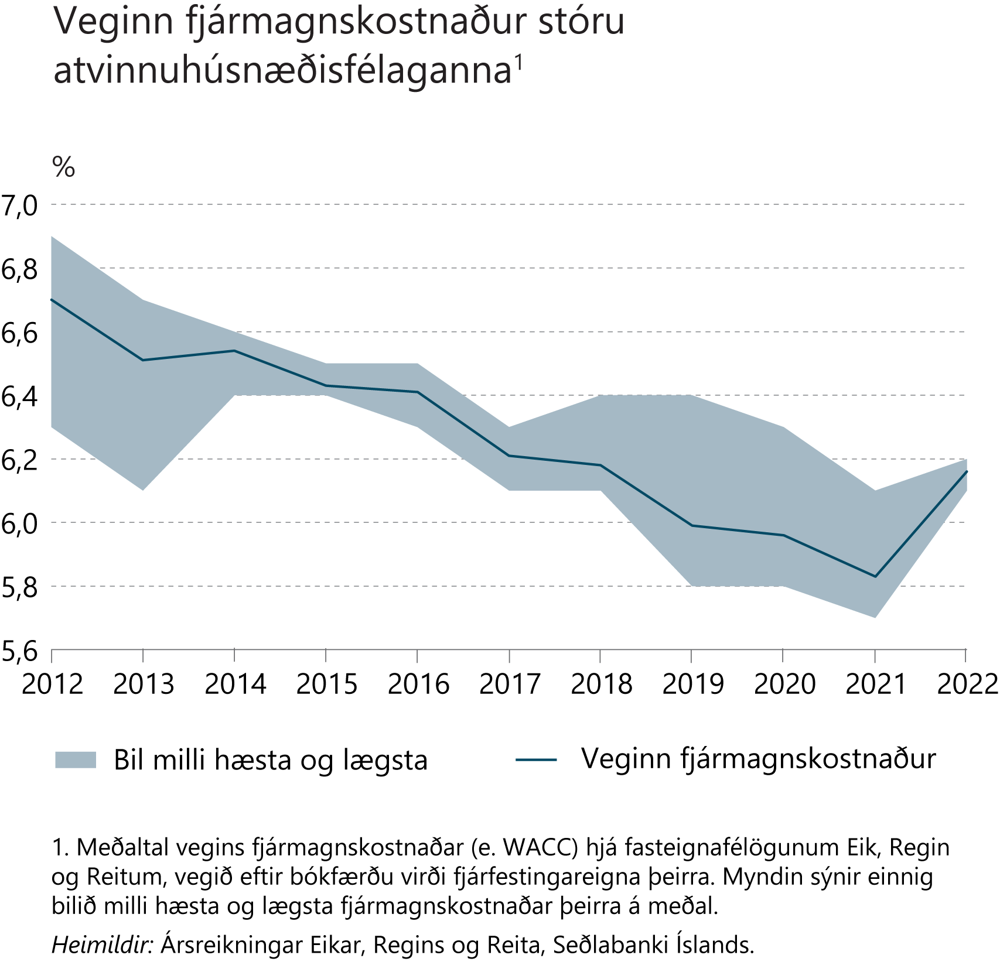 Veginn fjármagnskostnaður stóru
atvinnuhúsnæðisfélaganna¹
%
7,0
6,8
6,6
6,4
6,2
6,0
5,8
5,6
2012 2013 2014 2015 2016 2017 2018 2019 2020 2021 2022
Bil milli hæsta og lægsta Veginn fjármagnskostnaður
1. Meðaltal vegins fjármagnskostnaðar (e. WACC) hjá fasteignafélögunum Eik, Regin
og Reitum, vegið eftir bókfærðu virði fjárfestingareigna þeirra. Myndin sýnir einnig
bilið milli hæsta og lægsta fjármagnskostnaðar þeirra á meðal.
Heimildir: Ársreikningar Eikar, Regins og Reita, Seðlabanki Íslands.